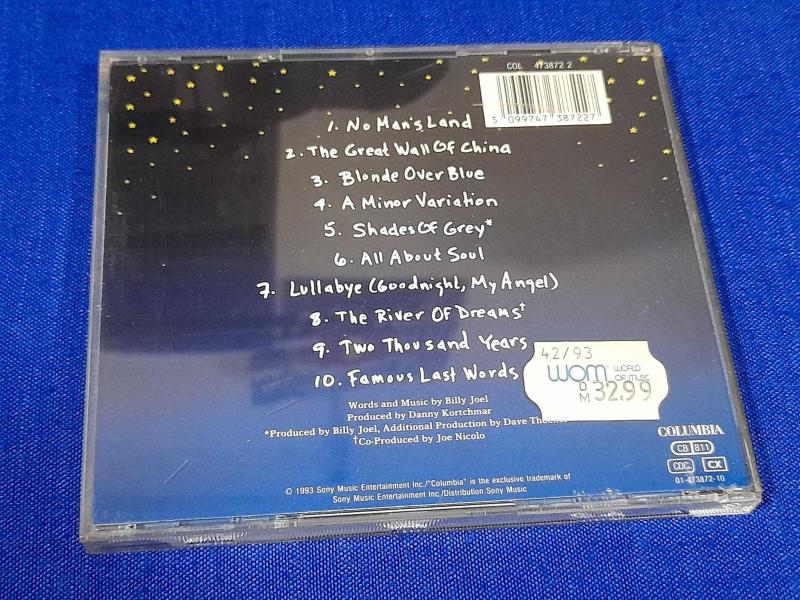 COL 473872 2
5 099747 387227
1. No Man's Land
2. The Great Wall Of China
3. Blonde Over Blue
4. A Minor Variation
5. Shades Of Grey*
6. All About Soul
7. Lullabye (Goodnight, My Angel)
8. The River Of Dreams†
9. Two Thousand Years
10. Famous Last Words
42/93
WOM WORLD OF MUSIC
DM 32.99
Words and Music by Billy Joel
Produced by Danny Kortchmar
*Produced by Billy Joel, Additional Production by Dave
†Co-Produced by Joe Nicolo
COLUMBIA
CB 811
CDC. CX
01-473872-10
© 1993 Sony Music Entertainment Inc./"Columbia" is the exclusive trademark of
Sony Music Entertainment Inc./Distribution Sony Music